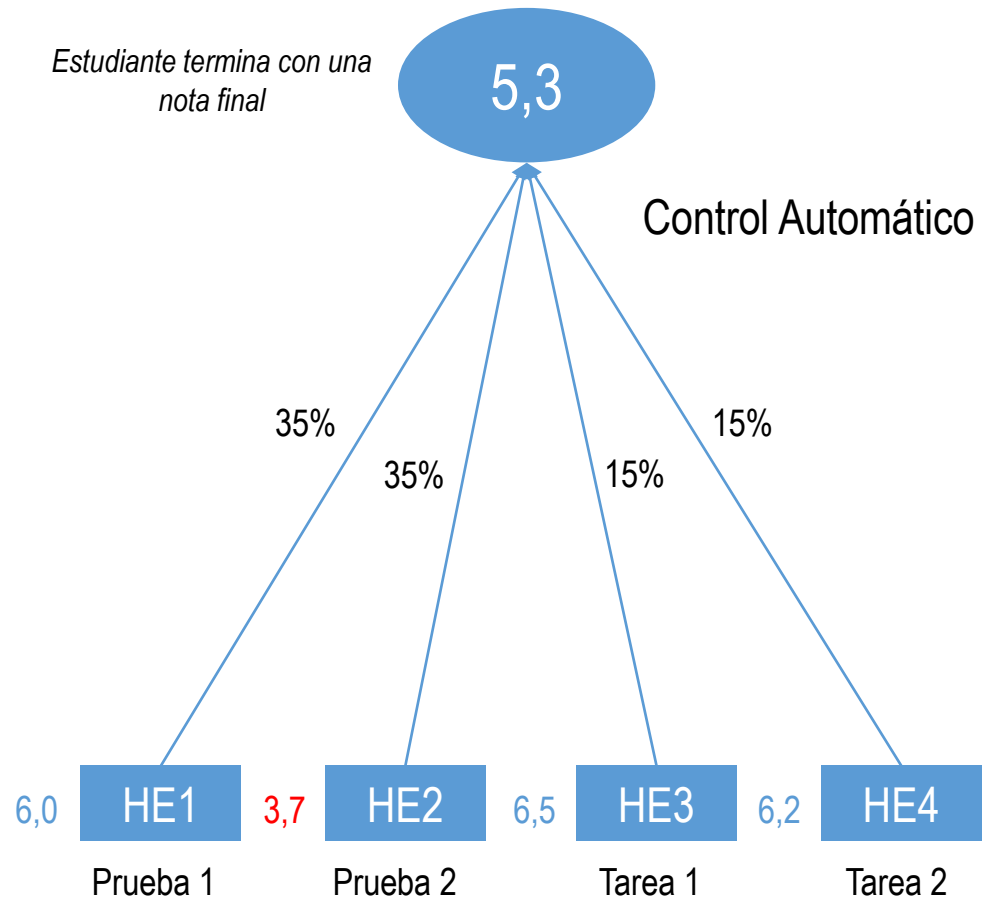 Estudiante termina con una
nota final
5,3
Control Automático
35%
35%
15%
15%
6,0
HE1
3,7
HE2
6,5
HE3
6,2
HE4
Prueba 1
Prueba 2
Tarea 1
Tarea 2